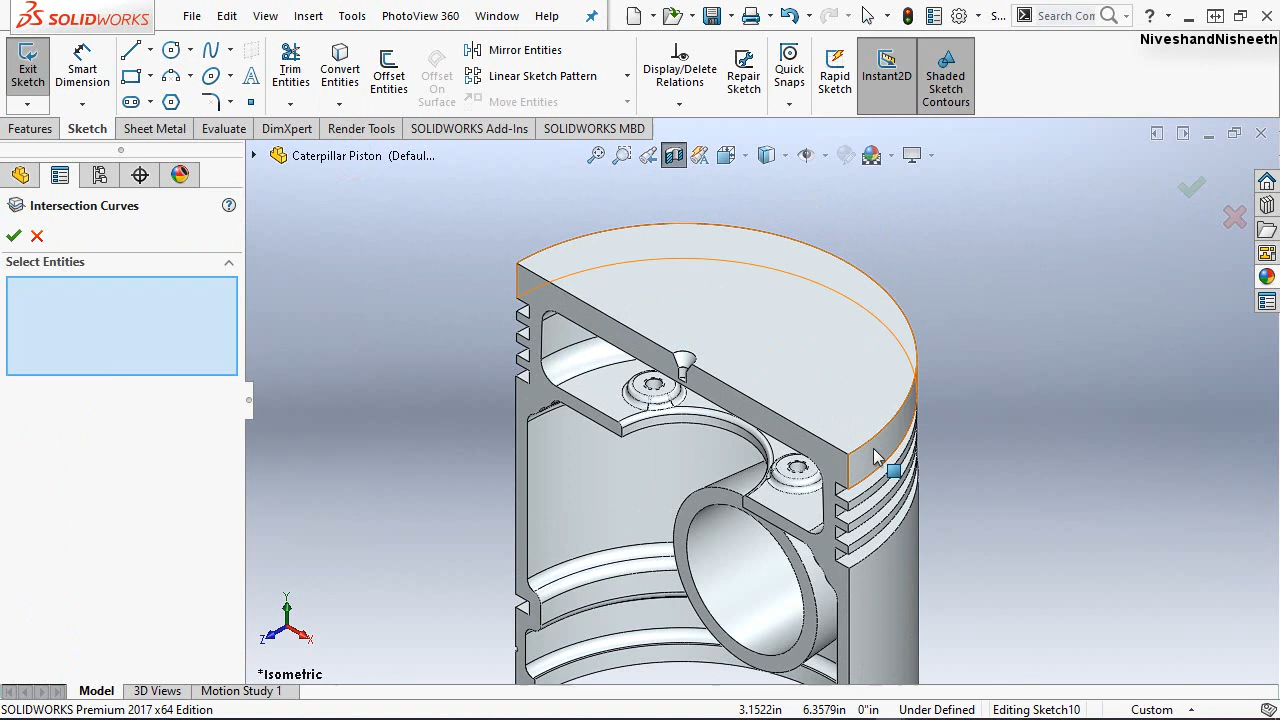 SOLIDWORKS
File
Edit
View
Insert
Tools
PhotoView 360
Window
Help
S...
Search Com
NiveshandNisheeth
Exit Sketch
Smart Dimension
Trim Entities
Convert Entities
Offset Entities
Offset On Surface
Mirror Entities
Linear Sketch Pattern
Move Entities
Display/Delete Relations
Repair Sketch
Quick Snaps
Rapid Sketch
Instant2D
Shaded Sketch Contours
Features
Sketch
Sheet Metal
Evaluate
DimXpert
Render Tools
SOLIDWORKS Add-Ins
SOLIDWORKS MBD
Caterpillar Piston (Defaul...
Intersection Curves
Select Entities
Y
Z
X
*Isometric
Model
3D Views
Motion Study 1
SOLIDWORKS Premium 2017 x64 Edition
3.1522in
6.3579in
0"in
Under Defined
Editing Sketch10
Custom